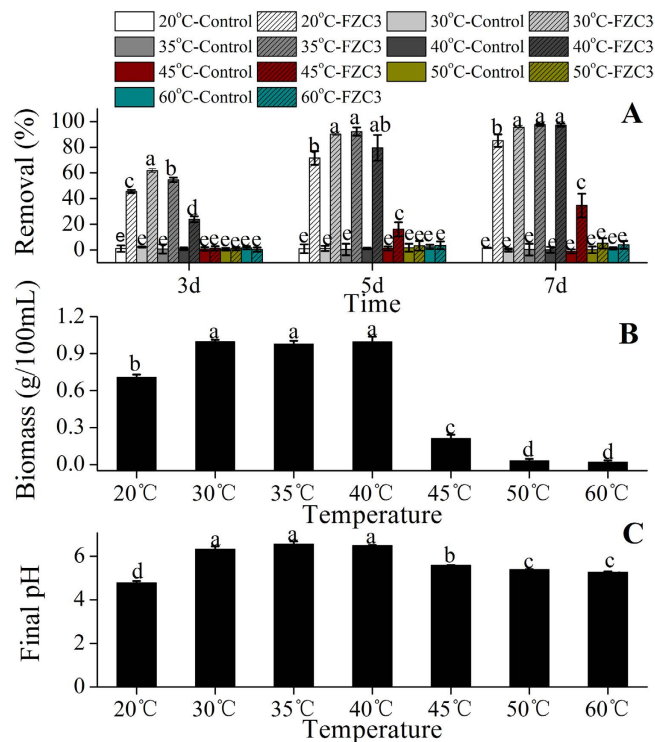 20°C-Control 20°C-FZC3 30°C-Control 30°C-FZC3
35°C-Control 35°C-FZC3 40°C-Control 40°C-FZC3
45°C-Control 45°C-FZC3 50°C-Control 50°C-FZC3
60°C-Control 60°C-FZC3
A
Removal (%)
100
80
60
40
20
0
e c e a e b e d e e e e e e
e b e a e a e ab e c e e e e
e b e a e a e a e c e e e e
3d 5d 7d
Time
B
Biomass (g/100mL)
1.2
0.9
0.3
0.0
b a a a c d d
20℃ 30℃ 35℃ 40℃ 45℃ 50℃ 60℃
Temperature
C
Final pH
6
4
2
0
d a a a b c c
20℃ 30℃ 35℃ 40℃ 45℃ 50℃ 60℃
Temperature